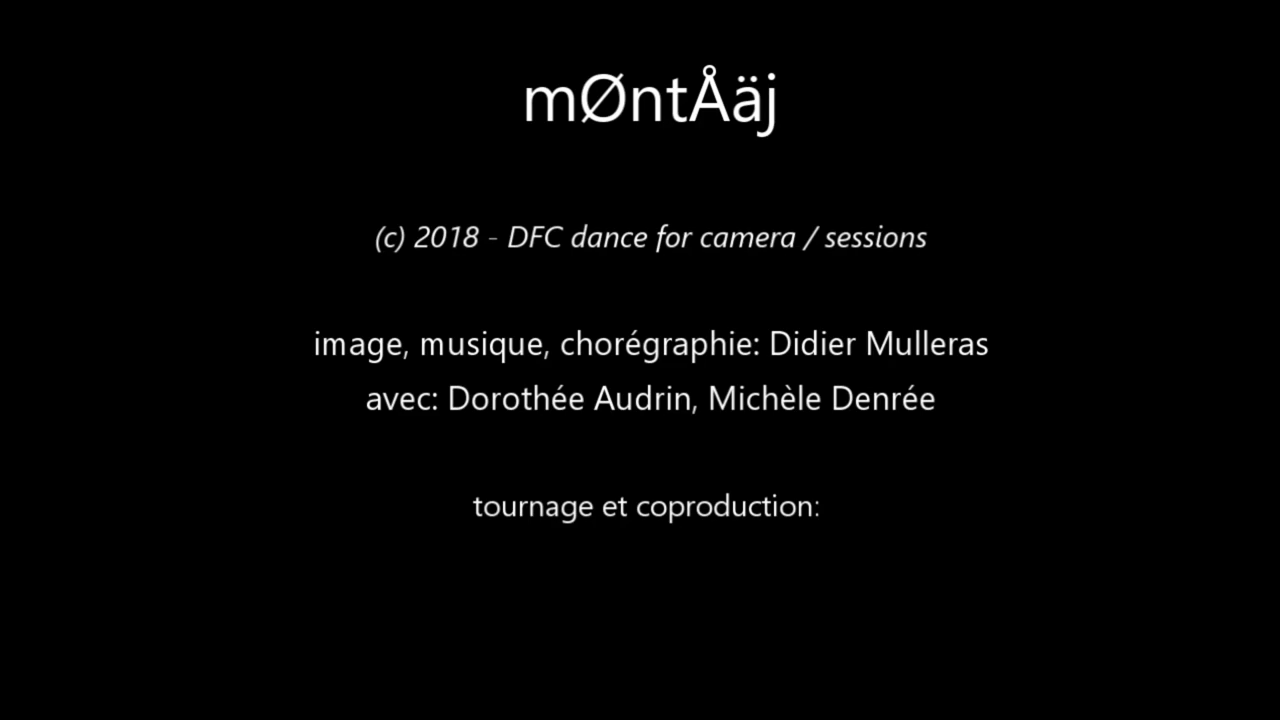 mØntÅäj
(c) 2018 - DFC dance for camera / sessions
image, musique, chorégraphie: Didier Mulleras
avec: Dorothée Audrin, Michèle Denrée
tournage et coproduction: